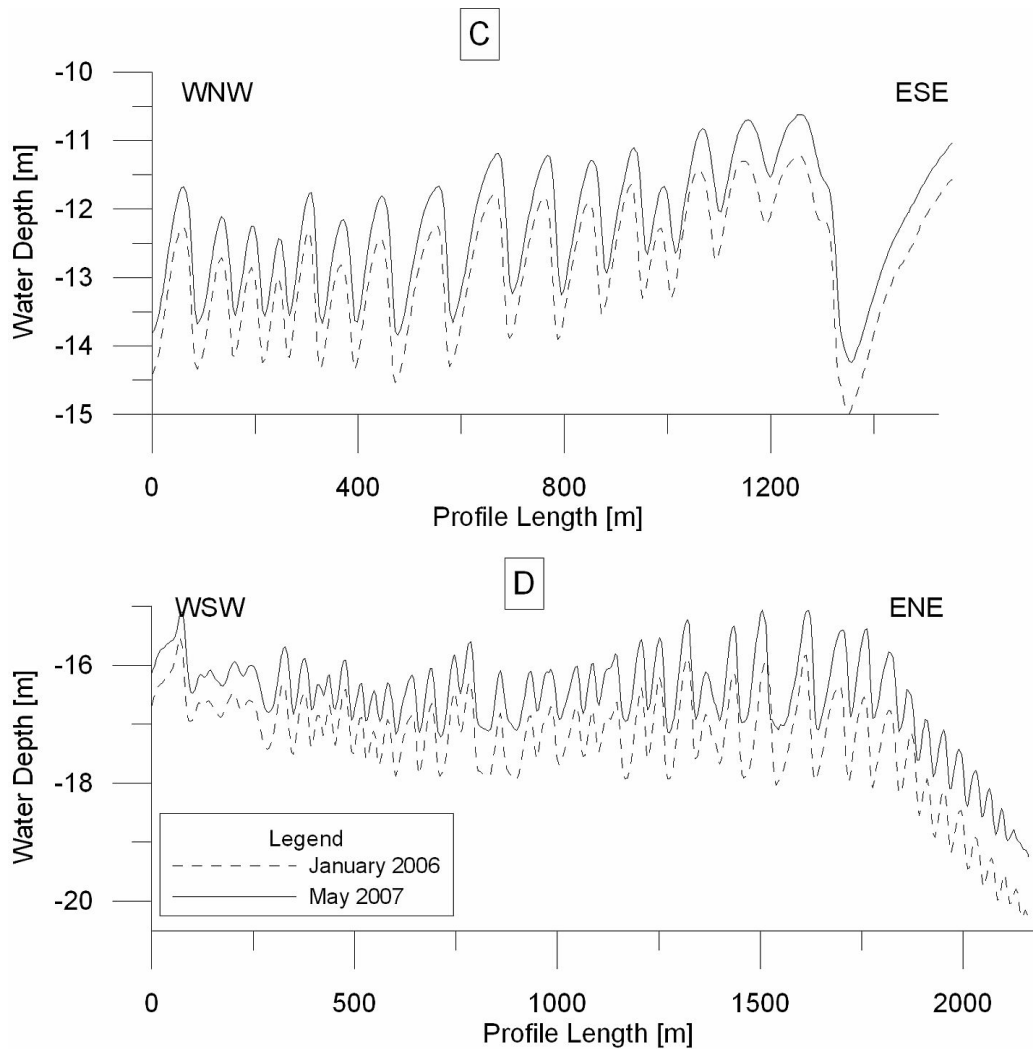 C
WNW
ESE
Water Depth [m]
-10
-11
-12
-13
-14
-15
0
400
800
1200
Profile Length [m]
D
WSW
ENE
Water Depth [m]
-16
-18
-20
Legend
January 2006
May 2007
0
500
1000
1500
2000
Profile Length [m]